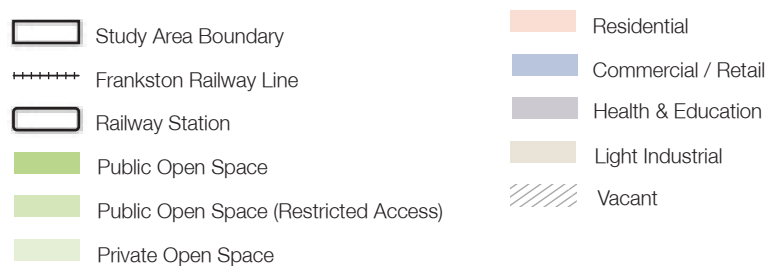 Study Area Boundary
Frankston Railway Line
Railway Station
Public Open Space
Public Open Space (Restricted Access)
Private Open Space
Residential
Commercial / Retail
Health & Education
Light Industrial
Vacant